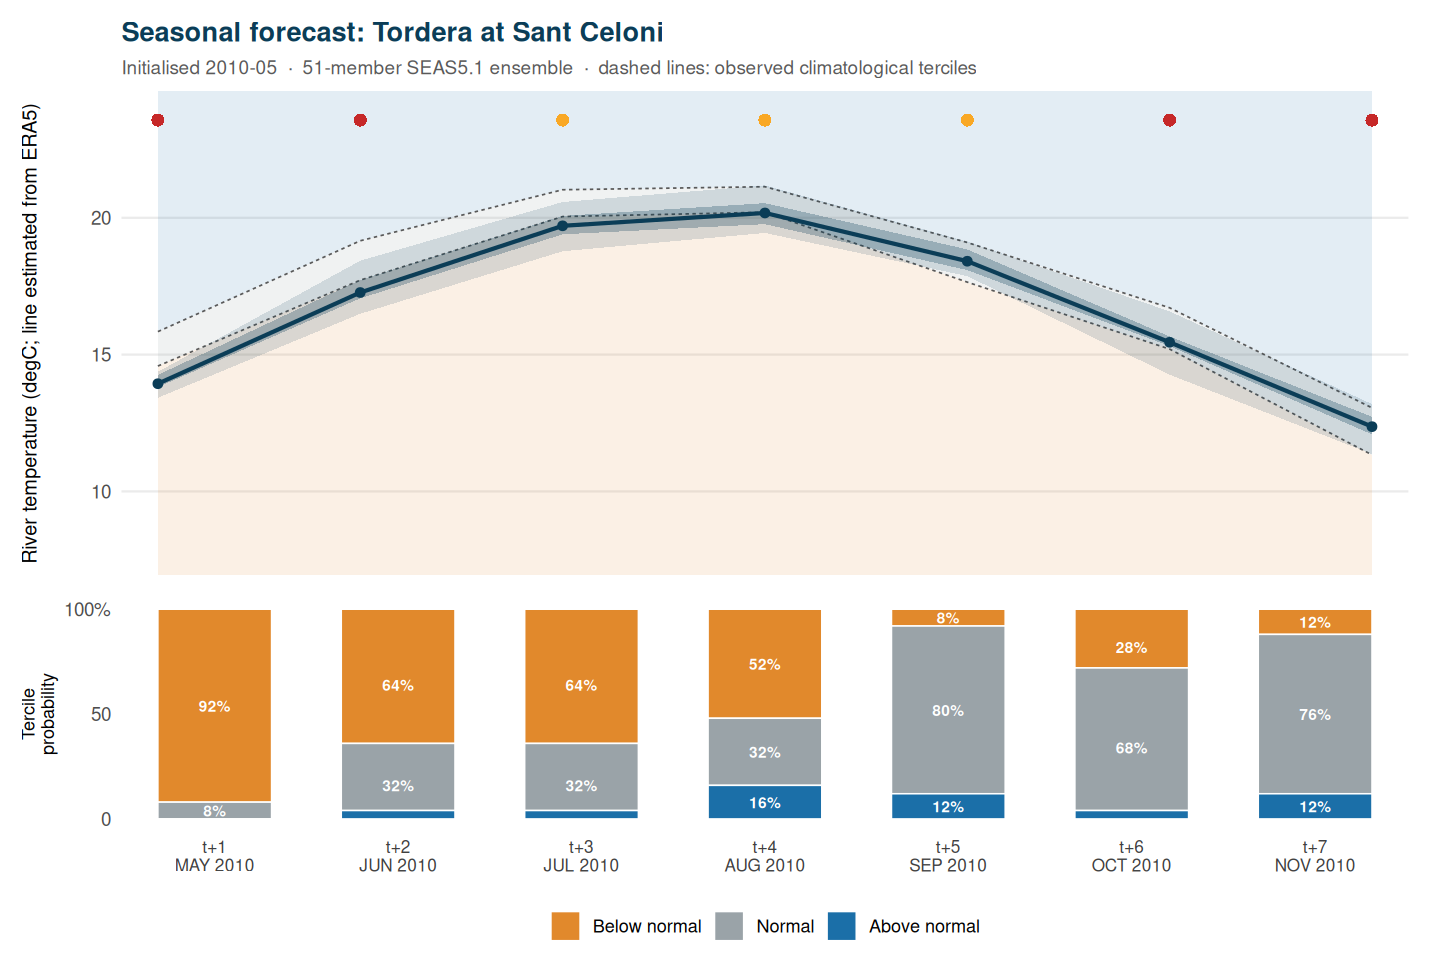 Seasonal forecast: Tordera at Sant Celoni
Initialised 2010-05 · 51-member SEAS5.1 ensemble · dashed lines: observed climatological terciles
River temperature (degC; line estimated from ERA5)
20
15
10
Tercile
probability
100%
50
0
92%
8%
64%
32%
64%
32%
52%
32%
16%
8%
80%
12%
28%
68%
12%
76%
12%
t+1
MAY 2010
t+2
JUN 2010
t+3
JUL 2010
t+4
AUG 2010
t+5
SEP 2010
t+6
OCT 2010
t+7
NOV 2010
Below normal
Normal
Above normal